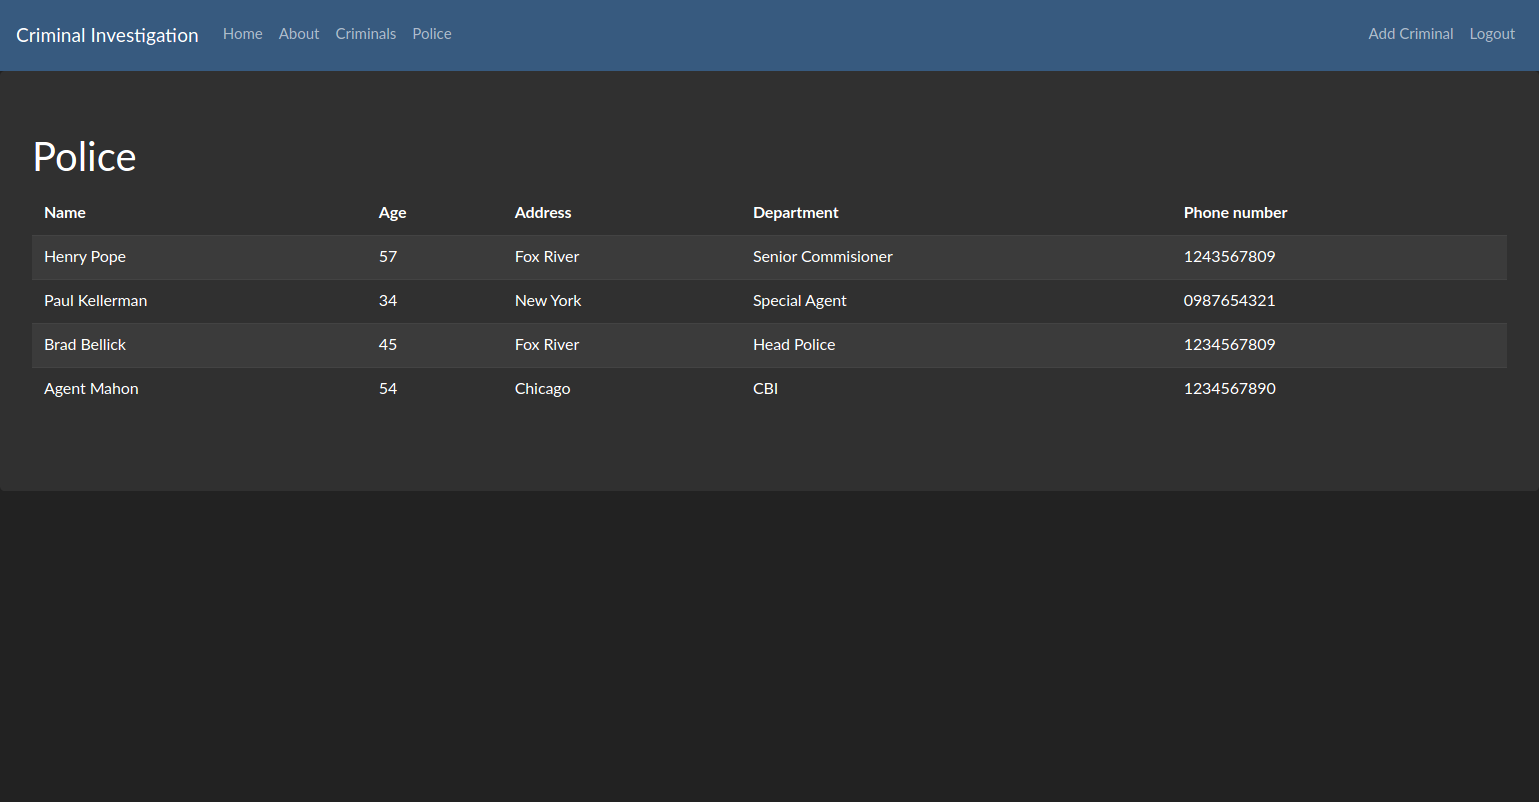 Criminal Investigation Home About Criminals Police Add Criminal Logout
Police
Name Age Address Department Phone number
Henry Pope 57 Fox River Senior Commisioner 1243567809
Paul Kellerman 34 New York Special Agent 0987654321
Brad Bellick 45 Fox River Head Police 1234567809
Agent Mahon 54 Chicago CBI 1234567890